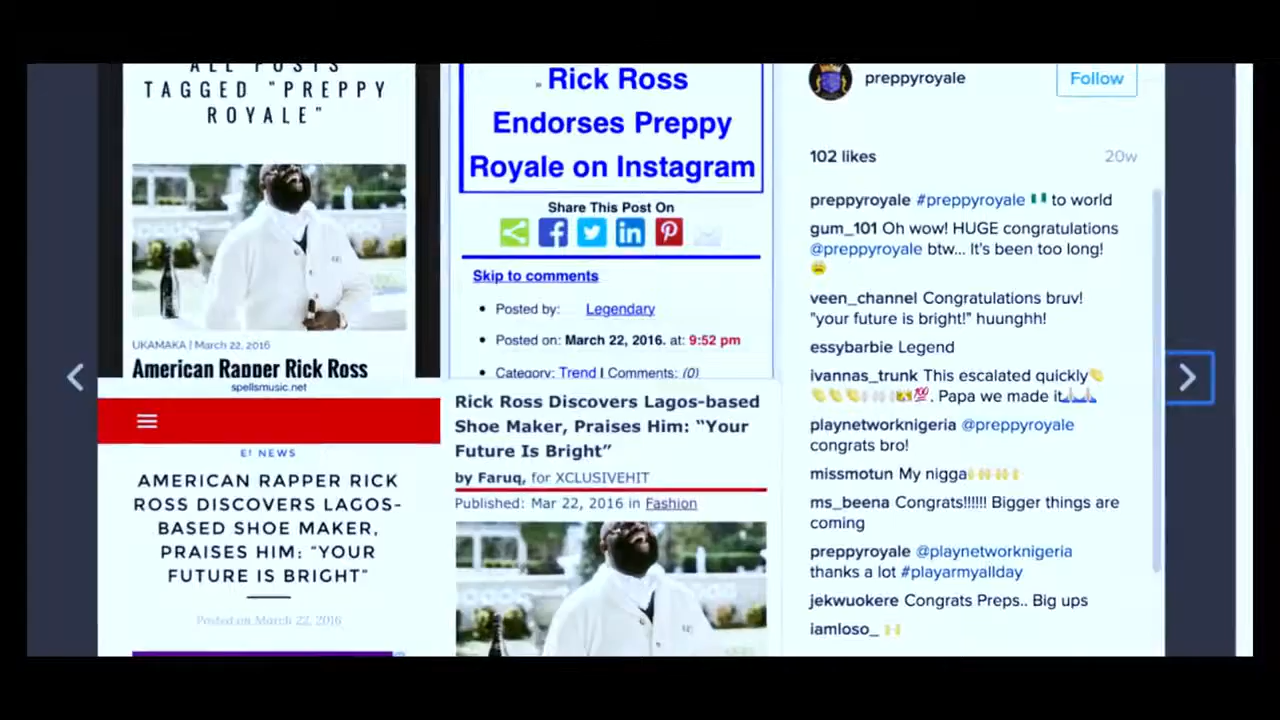 ALL POSTS
TAGGED "PREPPY
ROYALE"
UKAMAKA | March 22, 2016
American Rapper Rick Ross
spellsmusic.net
E! NEWS
AMERICAN RAPPER RICK
ROSS DISCOVERS LAGOS-
BASED SHOE MAKER,
PRAISES HIM: "YOUR
FUTURE IS BRIGHT"
Posted on March 22, 2016
» Rick Ross
Endorses Preppy
Royale on Instagram
Share This Post On
Skip to comments
• Posted by: Legendary
• Posted on: March 22, 2016. at: 9:52 pm
• Category: Trend I Comments: (0)
Rick Ross Discovers Lagos-based
Shoe Maker, Praises Him: “Your
Future Is Bright”
by Faruq, for XCLUSIVEHIT
Published: Mar 22, 2016 in Fashion
preppyroyale
Follow
102 likes
20w
preppyroyale #preppyroyale 🇳🇬 to world
gum_101 Oh wow! HUGE congratulations
@preppyroyale btw... It's been too long!
veen_channel Congratulations bruv!
"your future is bright!" huunghh!
essybarbie Legend
ivannas_trunk This escalated quickly
. Papa we made it
playnetworknigeria @preppyroyale
congrats bro!
missmotun My nigga
ms_beena Congrats!!!!!! Bigger things are
coming
preppyroyale @playnetworknigeria
thanks a lot #playarmyallday
jekwuokere Congrats Preps.. Big ups
iamloso_